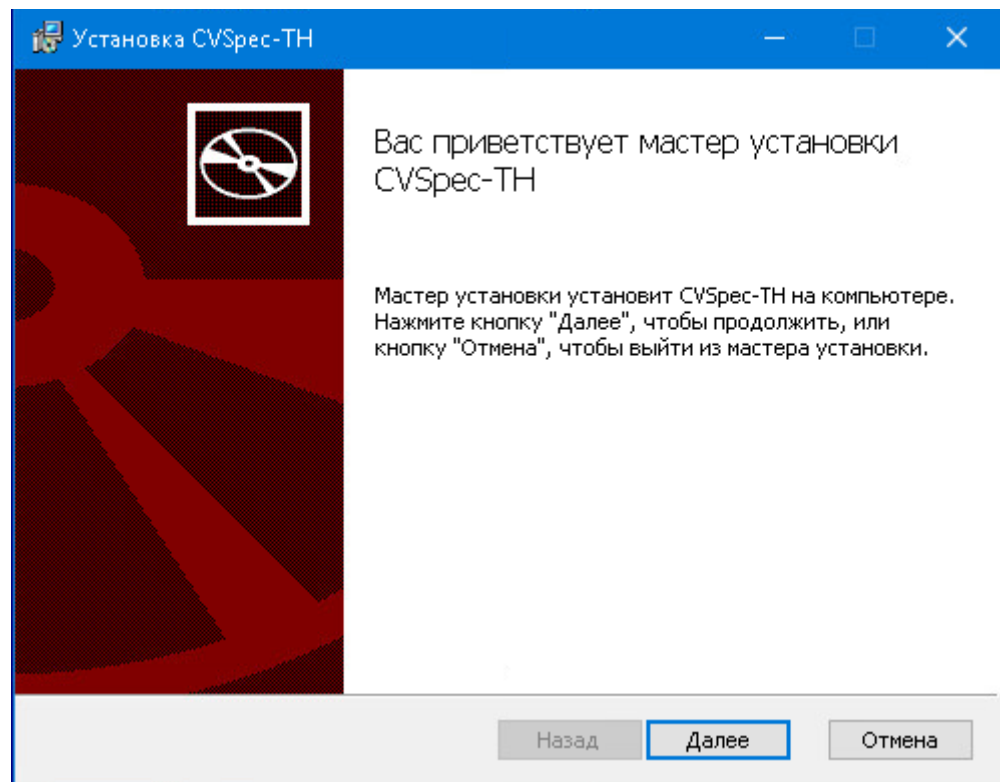 Установка CVSpec-TH
Вас приветствует мастер установки
CVSpec-TH
Мастер установки установит CVSpec-TH на компьютере.
Нажмите кнопку "Далее", чтобы продолжить, или
кнопку "Отмена", чтобы выйти из мастера установки.
Назад
Далее
Отмена